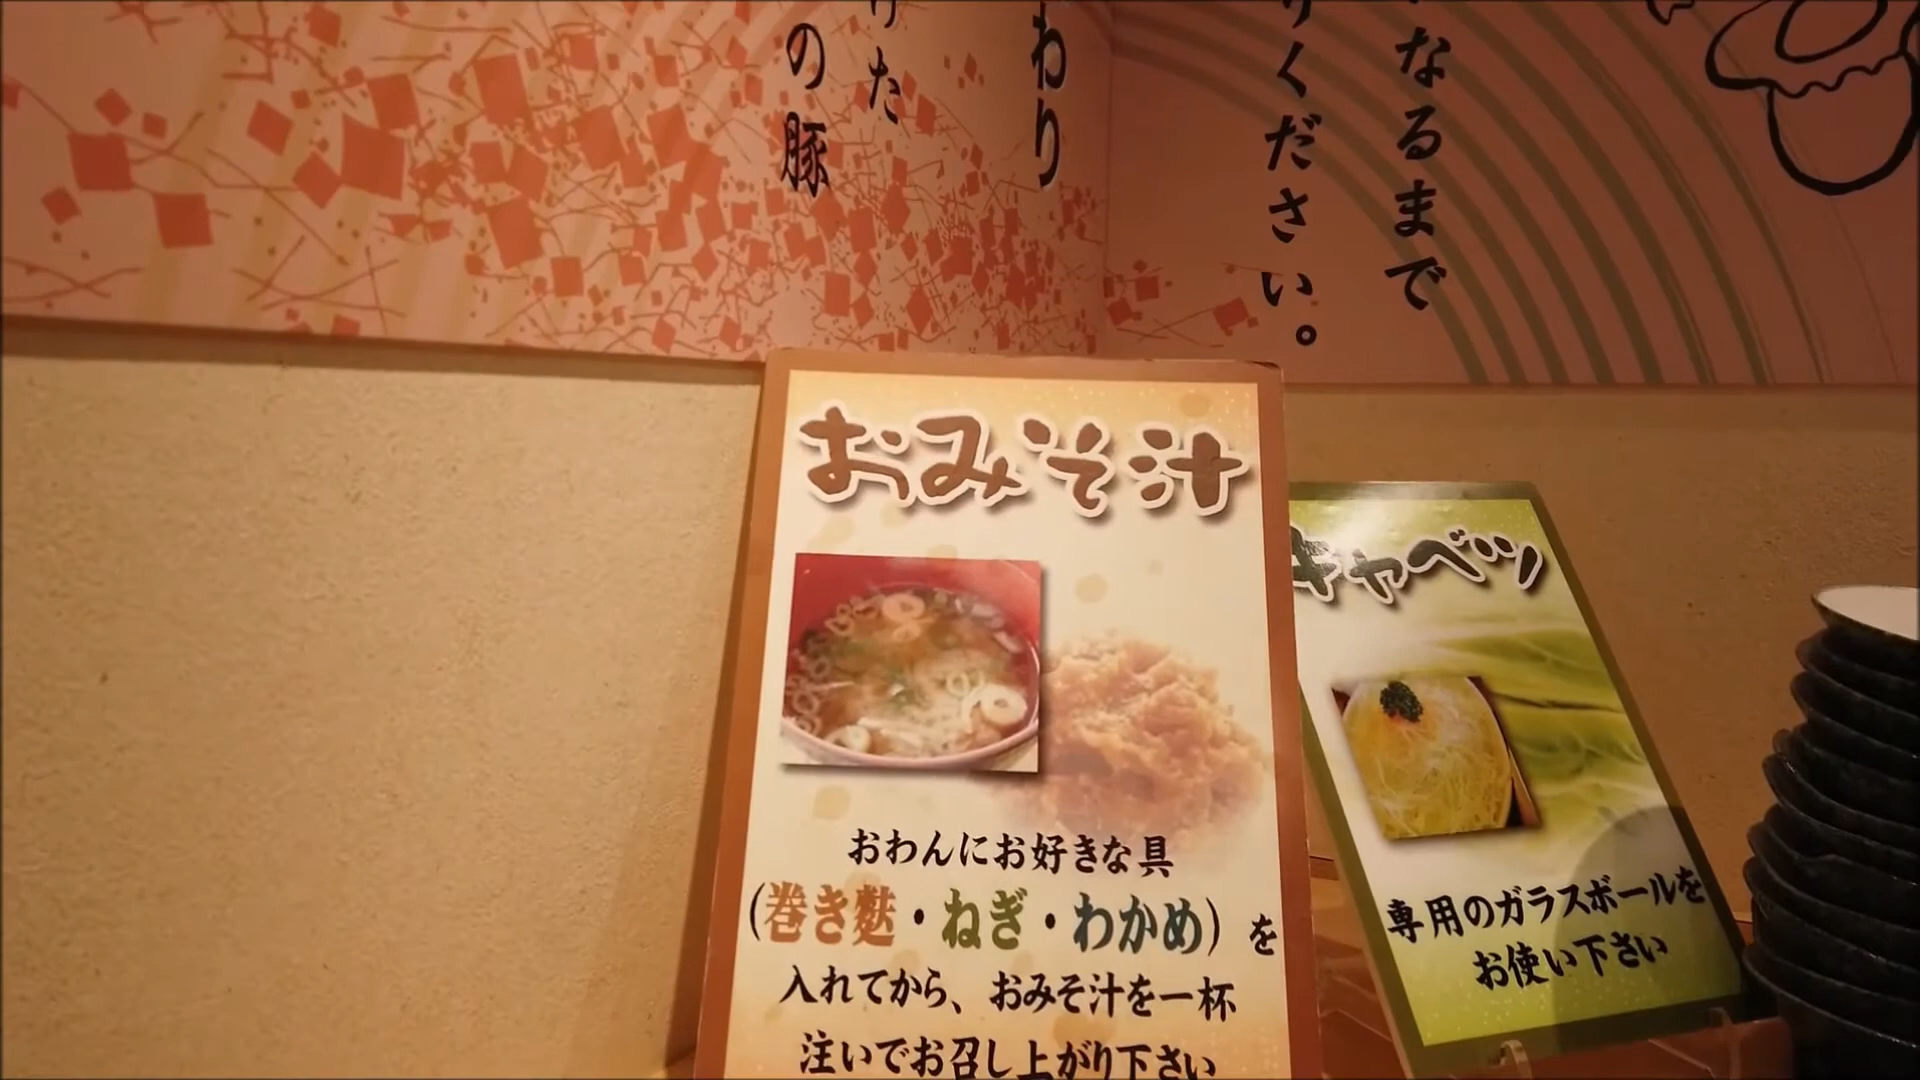 なるまで
りください。
わり
けた
の豚
おみそ汁
おわんにお好きな具
(巻き麩・ねぎ・わかめ)を
入れてから、おみそ汁を一杯
注いでお召し上がり下さい
キャベツ
専用のガラスボールを
お使い下さい